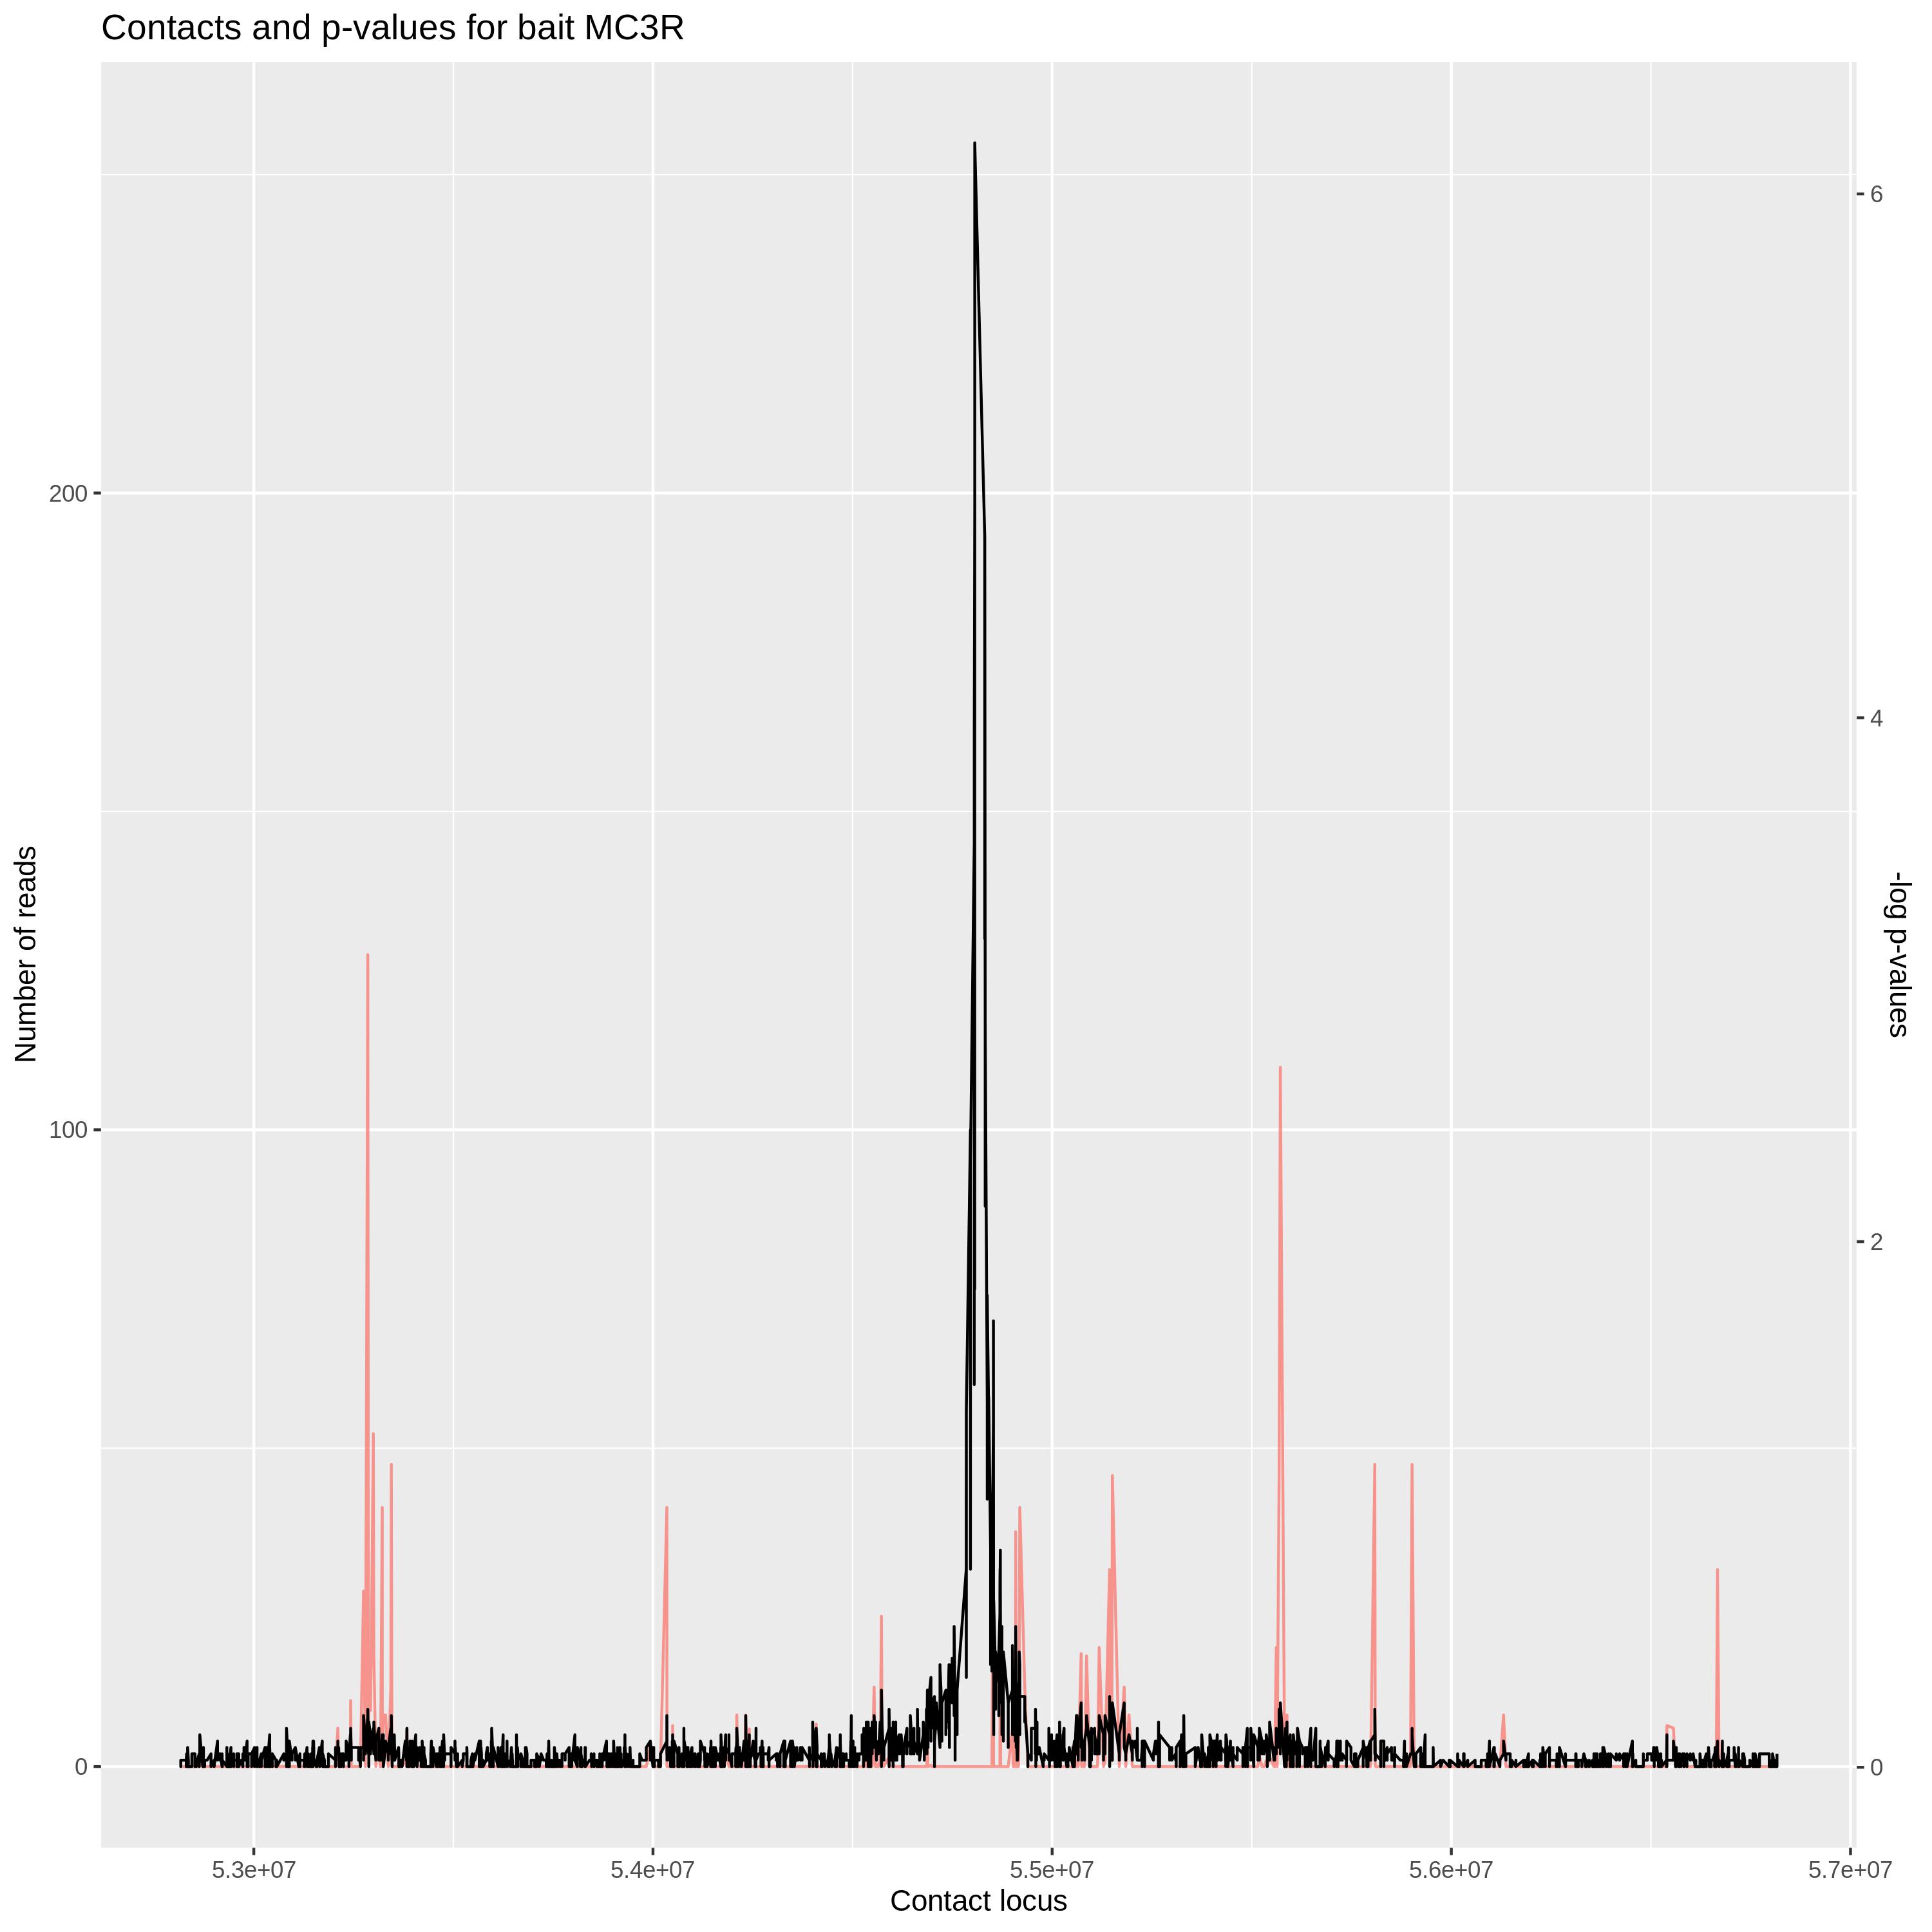 Contacts and p-values for bait MC3R
Number of reads
200
100
0
6
4
2
0
-log p-values
5.3e+07 5.4e+07 5.5e+07 5.6e+07 5.7e+07
Contact locus